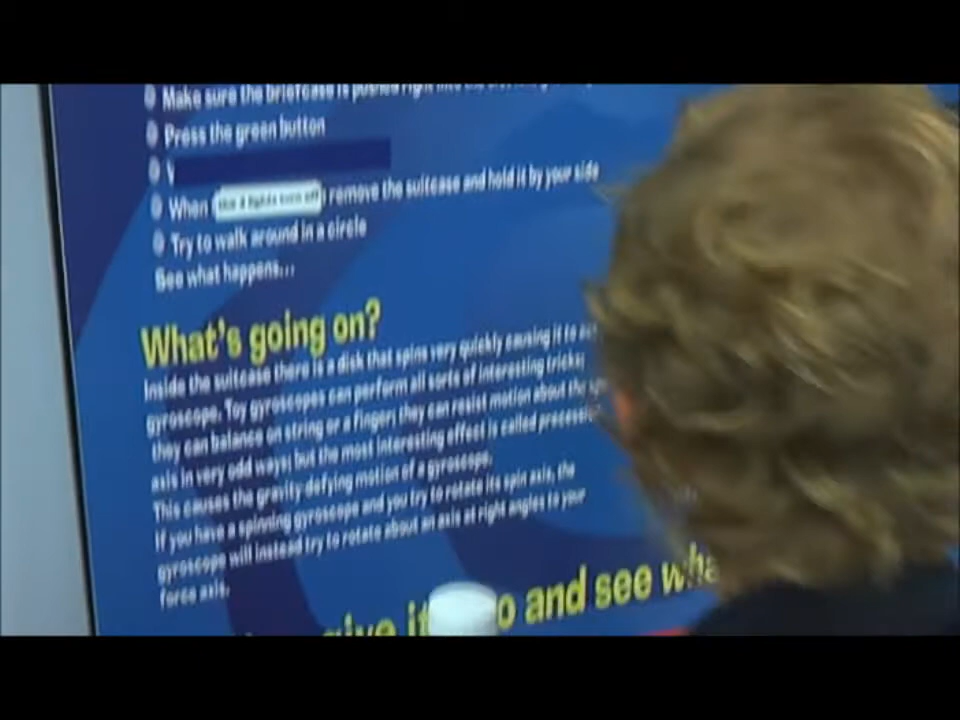 Make sure the briefcase is pushed right
Press the green button
When the 4 lights turn off remove the suitcase and hold it by your side
Try to walk around in a circle
See what happens...
What's going on?
Inside the suitcase there is a disk that spins very quickly causing it to
gyroscope. Toy gyroscopes can perform all sorts of interesting tricks:
they can balance on string or a finger; they can resist motion about the
axis in very odd ways; but the most interesting effect is called
This causes the gravity-defying motion of a gyroscope.
If you have a spinning gyroscope and you try to rotate its spin axis, the
gyroscope will instead try to rotate about an axis at right angles to your
force axis.
give it and see